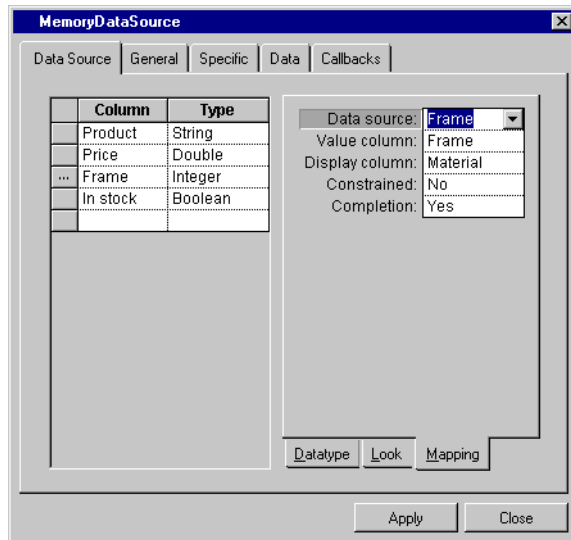 MemoryDataSource
Data Source General Specific Data Callbacks
Column Type
Product String
Price Double
... Frame Integer
In stock Boolean
Data source: Frame
Value column: Frame
Display column: Material
Constrained: No
Completion: Yes
Datatype Look Mapping
Apply Close